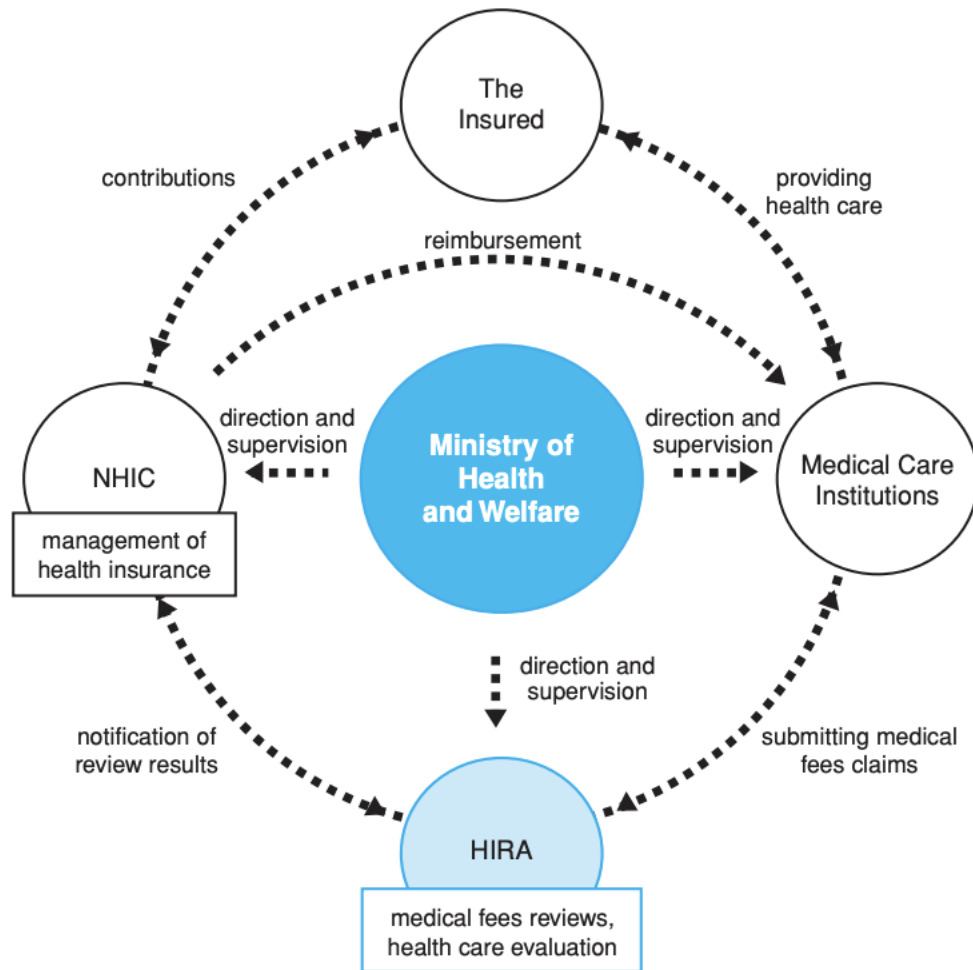 The
Insured
contributions
providing
health care
reimbursement
direction and
supervision
Ministry of
Health
and Welfare
direction and
supervision
NHIC
management of
health insurance
Medical Care
Institutions
direction and
supervision
notification of
review results
submitting medical
fees claims
HIRA
medical fees reviews,
health care evaluation